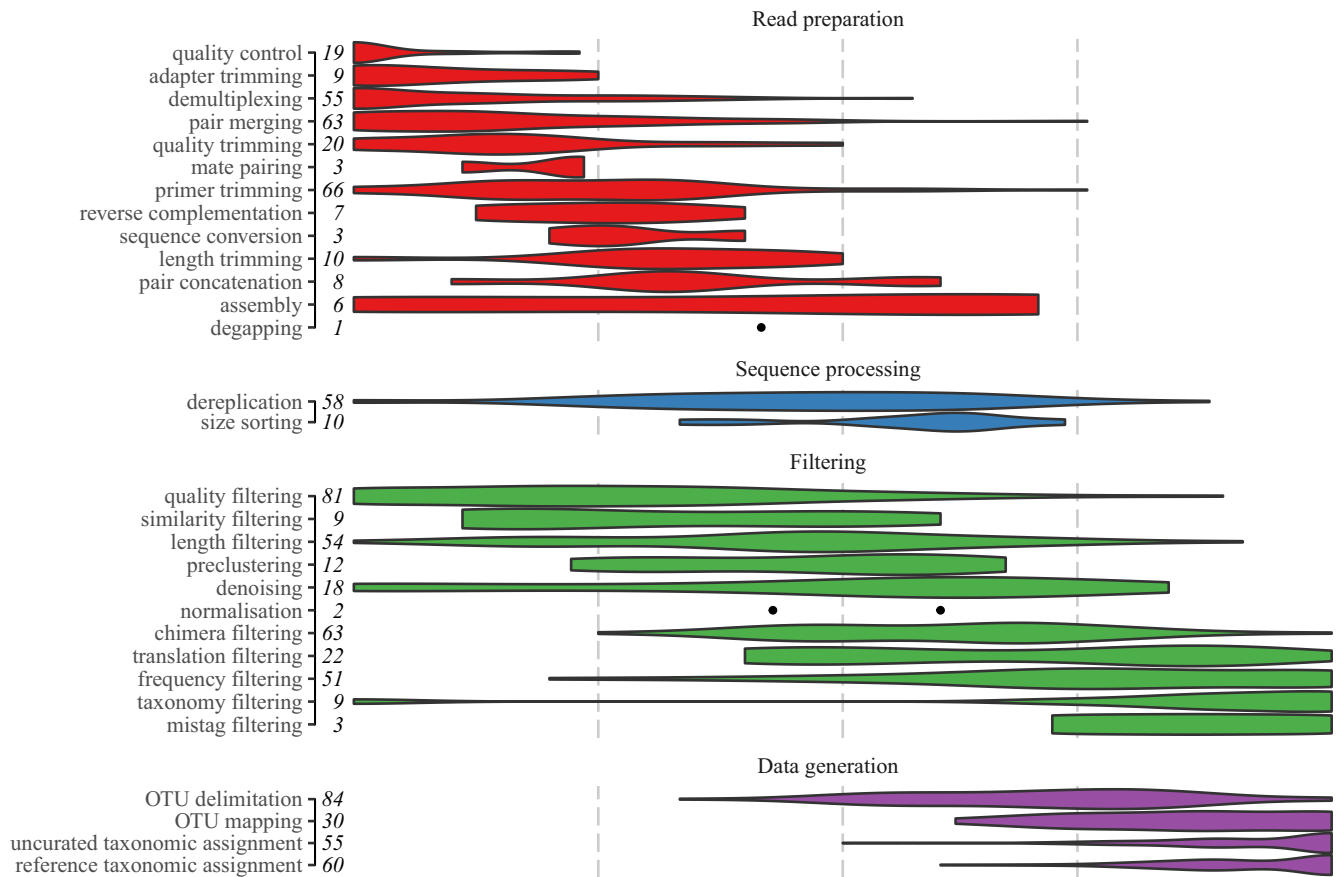 Read preparation
quality control 19
adapter trimming 9
demultiplexing 55
pair merging 63
quality trimming 20
mate pairing 3
primer trimming 66
reverse complementation 7
sequence conversion 3
length trimming 10
pair concatenation 8
assembly 6
degapping 1
Sequence processing
dereplication 58
size sorting 10
Filtering
quality filtering 81
similarity filtering 9
length filtering 54
preclustering 12
denoising 18
normalisation 2
chimera filtering 63
translation filtering 22
frequency filtering 51
taxonomy filtering 9
mistag filtering 3
Data generation
OTU delimitation 84
OTU mapping 30
uncurated taxonomic assignment 55
reference taxonomic assignment 60